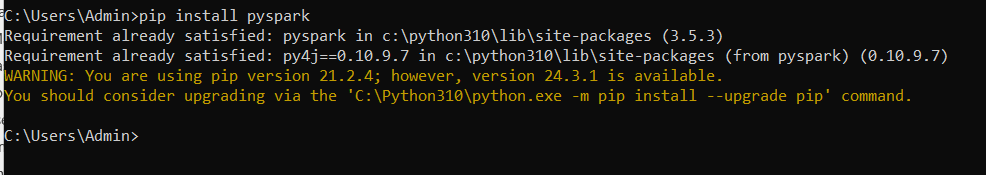 C:\Users\Admin>pip install pyspark
Requirement already satisfied: pyspark in c:\python310\lib\site-packages (3.5.3)
Requirement already satisfied: py4j==0.10.9.7 in c:\python310\lib\site-packages (from pyspark) (0.10.9.7)
WARNING: You are using pip version 21.2.4; however, version 24.3.1 is available.
You should consider upgrading via the 'C:\Python310\python.exe -m pip install --upgrade pip' command.
C:\Users\Admin>